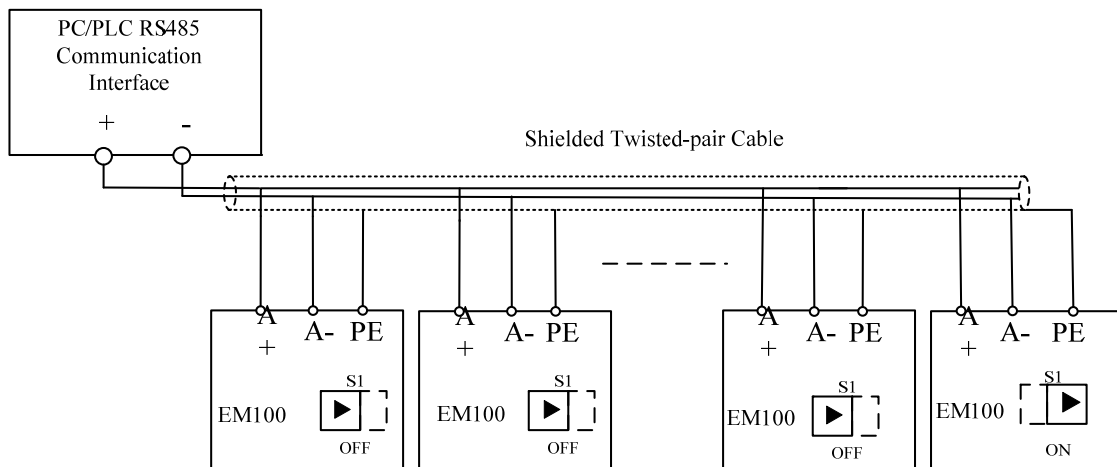 PC/PLC RS485
Communication
Interface
+ -
Shielded Twisted-pair Cable
A A- PE
+
S1
EM100
OFF
A A- PE
+
S1
EM100
OFF
A A- PE
+
S1
EM100
OFF
A A- PE
+
S1
EM100
ON